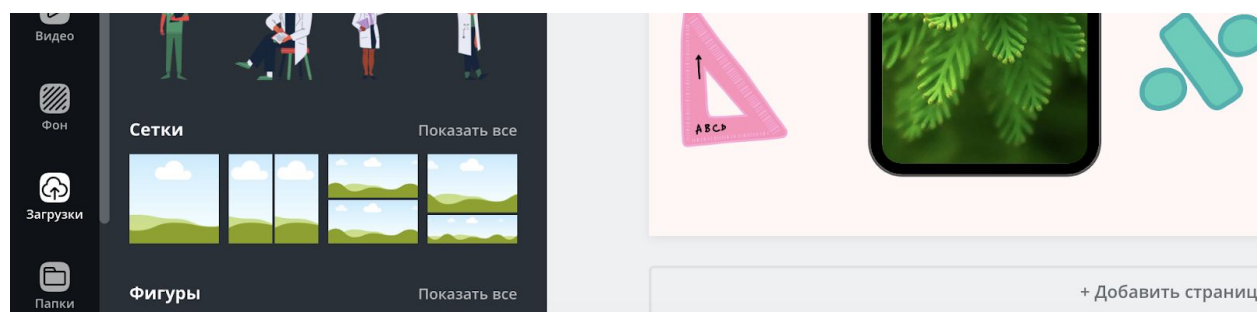 Видео
Фон
Загрузки
Папки
Сетки
Показать все
Фигуры
Показать все
ABCD
+ Добавить страниц